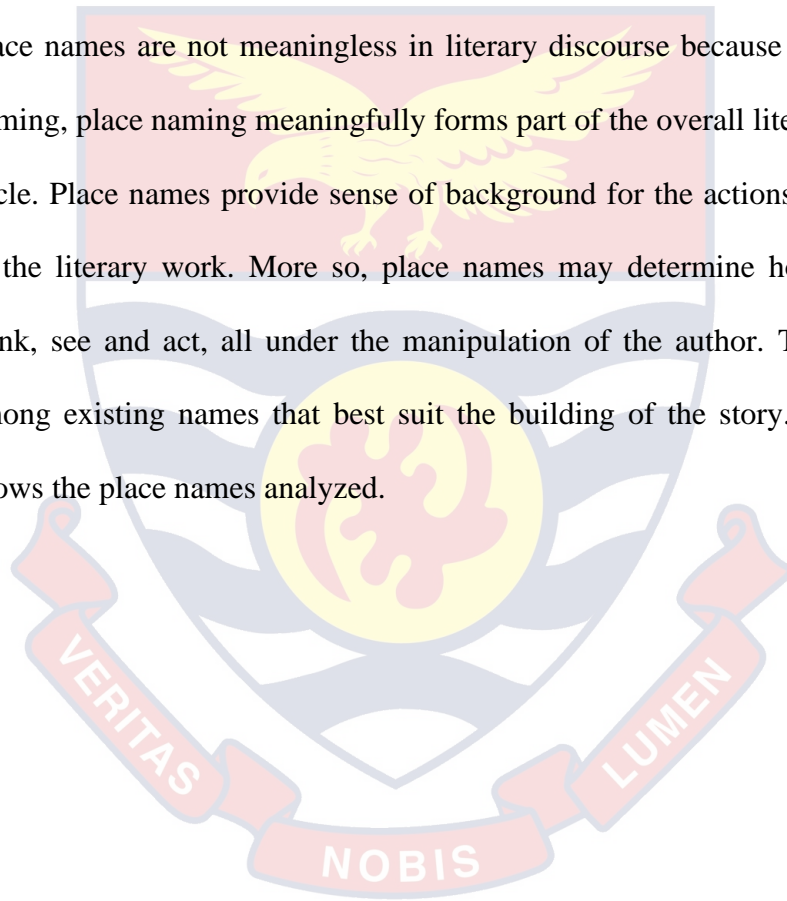 ace names are not meaningless in literary discourse because
ming, place naming meaningfully forms part of the overall lite
cle. Place names provide sense of background for the actions
the literary work. More so, place names may determine h
nk, see and act, all under the manipulation of the author. T
mong existing names that best suit the building of the story.
ows the place names analyzed.
VERITAS
NOBIS
LUMEN